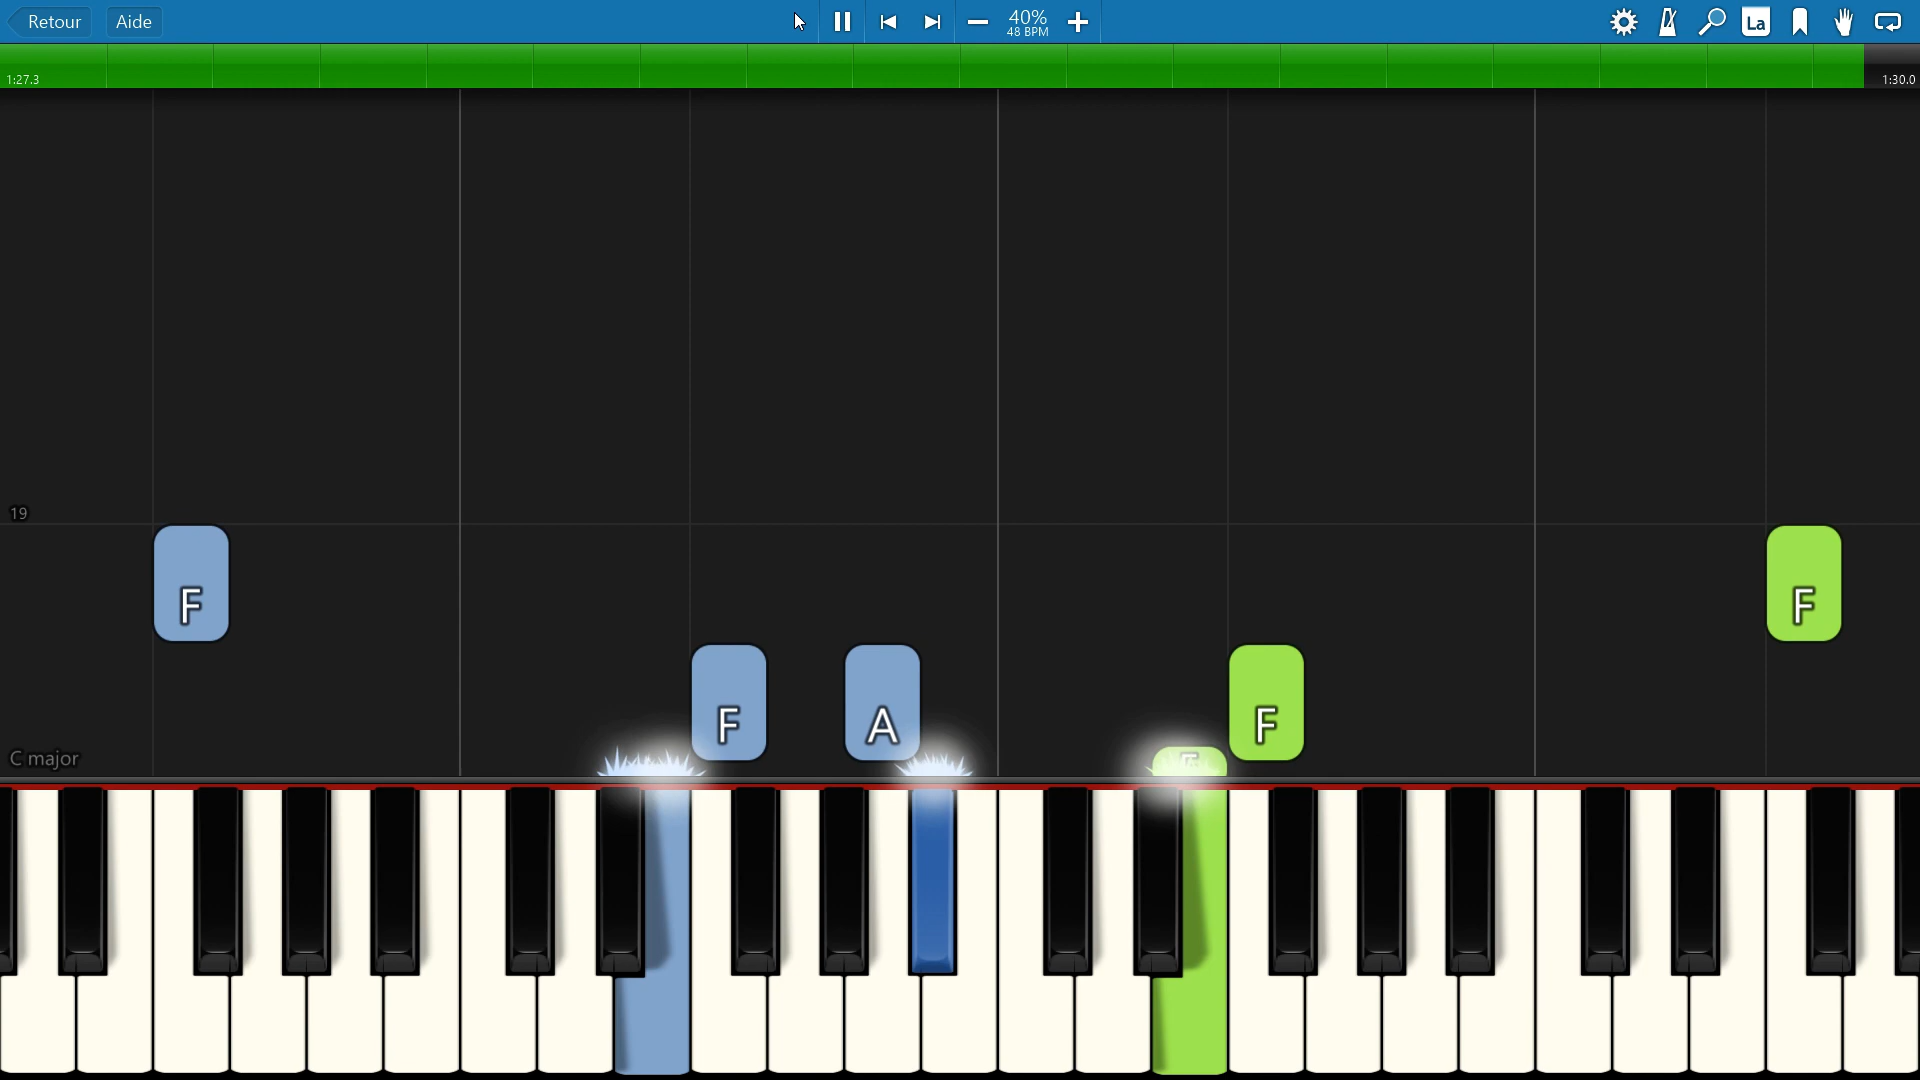 Retour
Aide
40%
48 BPM
La
1:27.3
1:30.0
19
F
F
F
A
F
C major